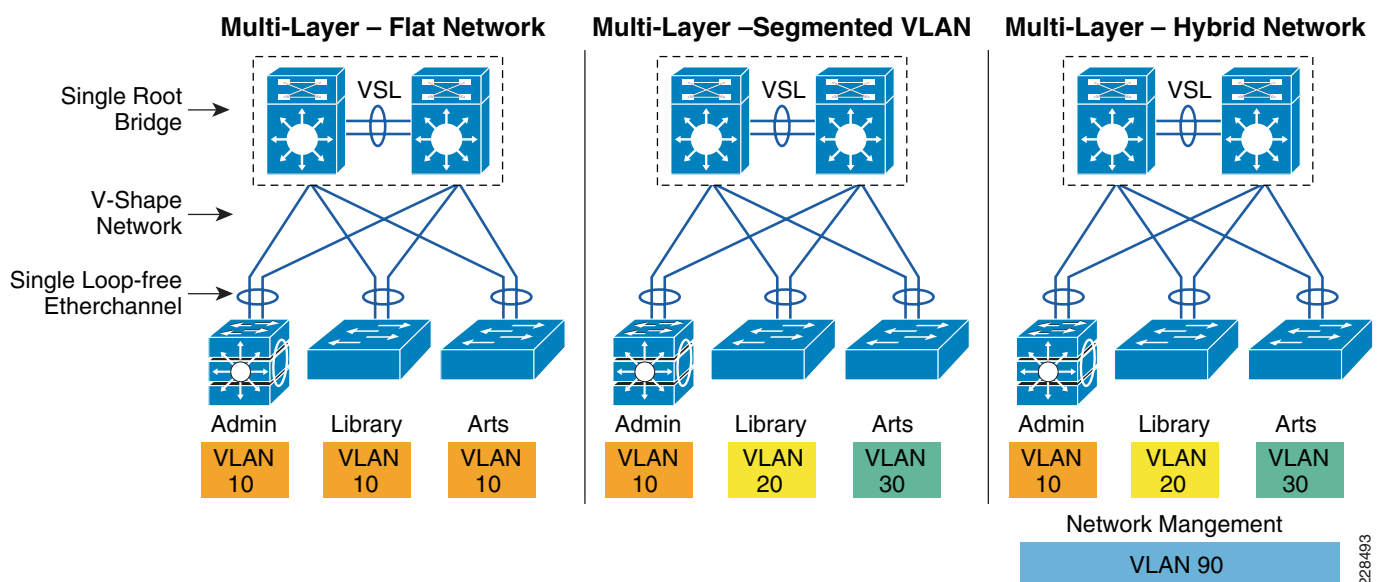 Multi-Layer – Flat Network
Multi-Layer –Segmented VLAN
Multi-Layer – Hybrid Network
Single Root
Bridge
VSL
VSL
VSL
V-Shape
Network
Single Loop-free
Etherchannel
Admin
Library
Arts
Admin
Library
Arts
Admin
Library
Arts
VLAN
10
VLAN
10
VLAN
10
VLAN
10
VLAN
20
VLAN
30
VLAN
10
VLAN
20
VLAN
30
Network Mangement
VLAN 90
228493